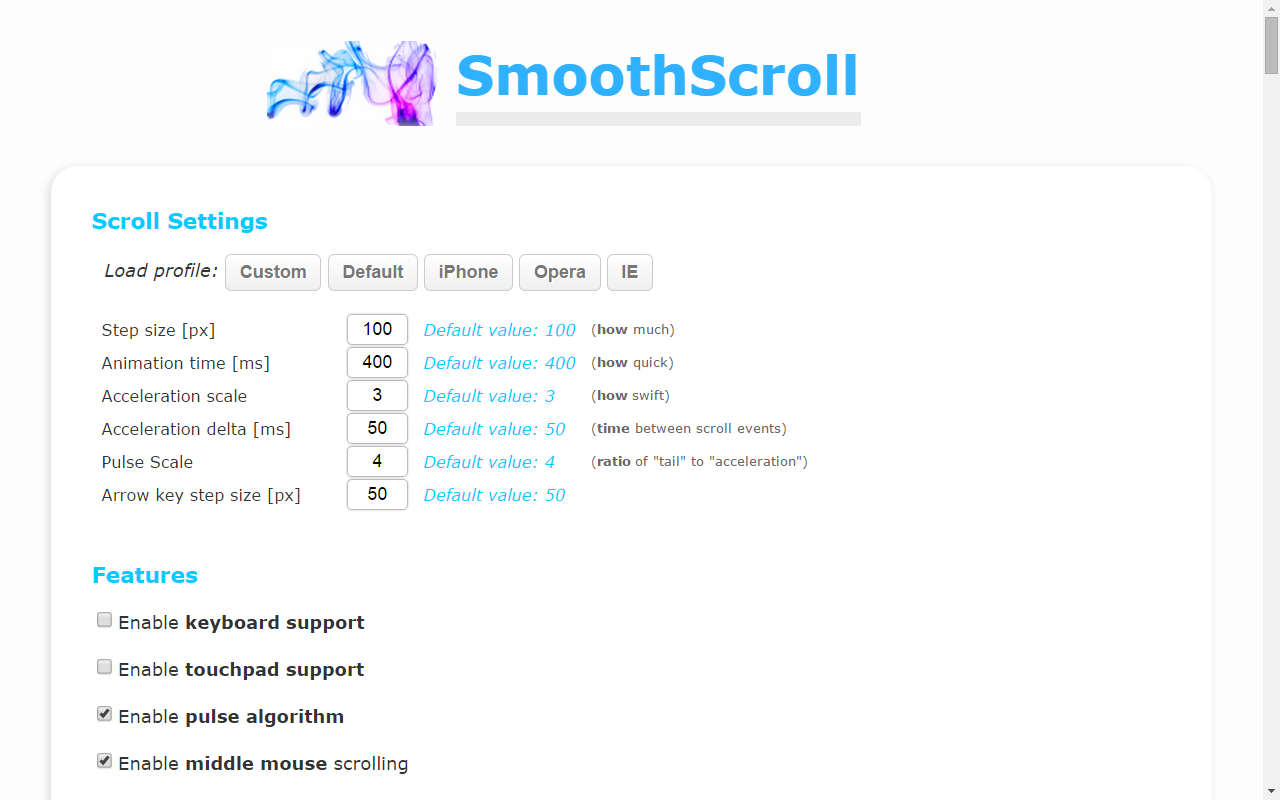 SmoothScroll
Scroll Settings
Load profile: Custom Default iPhone Opera IE
Step size [px] 100 Default value: 100 (how much)
Animation time [ms] 400 Default value: 400 (how quick)
Acceleration scale 3 Default value: 3 (how swift)
Acceleration delta [ms] 50 Default value: 50 (time between scroll events)
Pulse Scale 4 Default value: 4 (ratio of "tail" to "acceleration")
Arrow key step size [px] 50 Default value: 50
Features
Enable keyboard support
Enable touchpad support
Enable pulse algorithm
Enable middle mouse scrolling